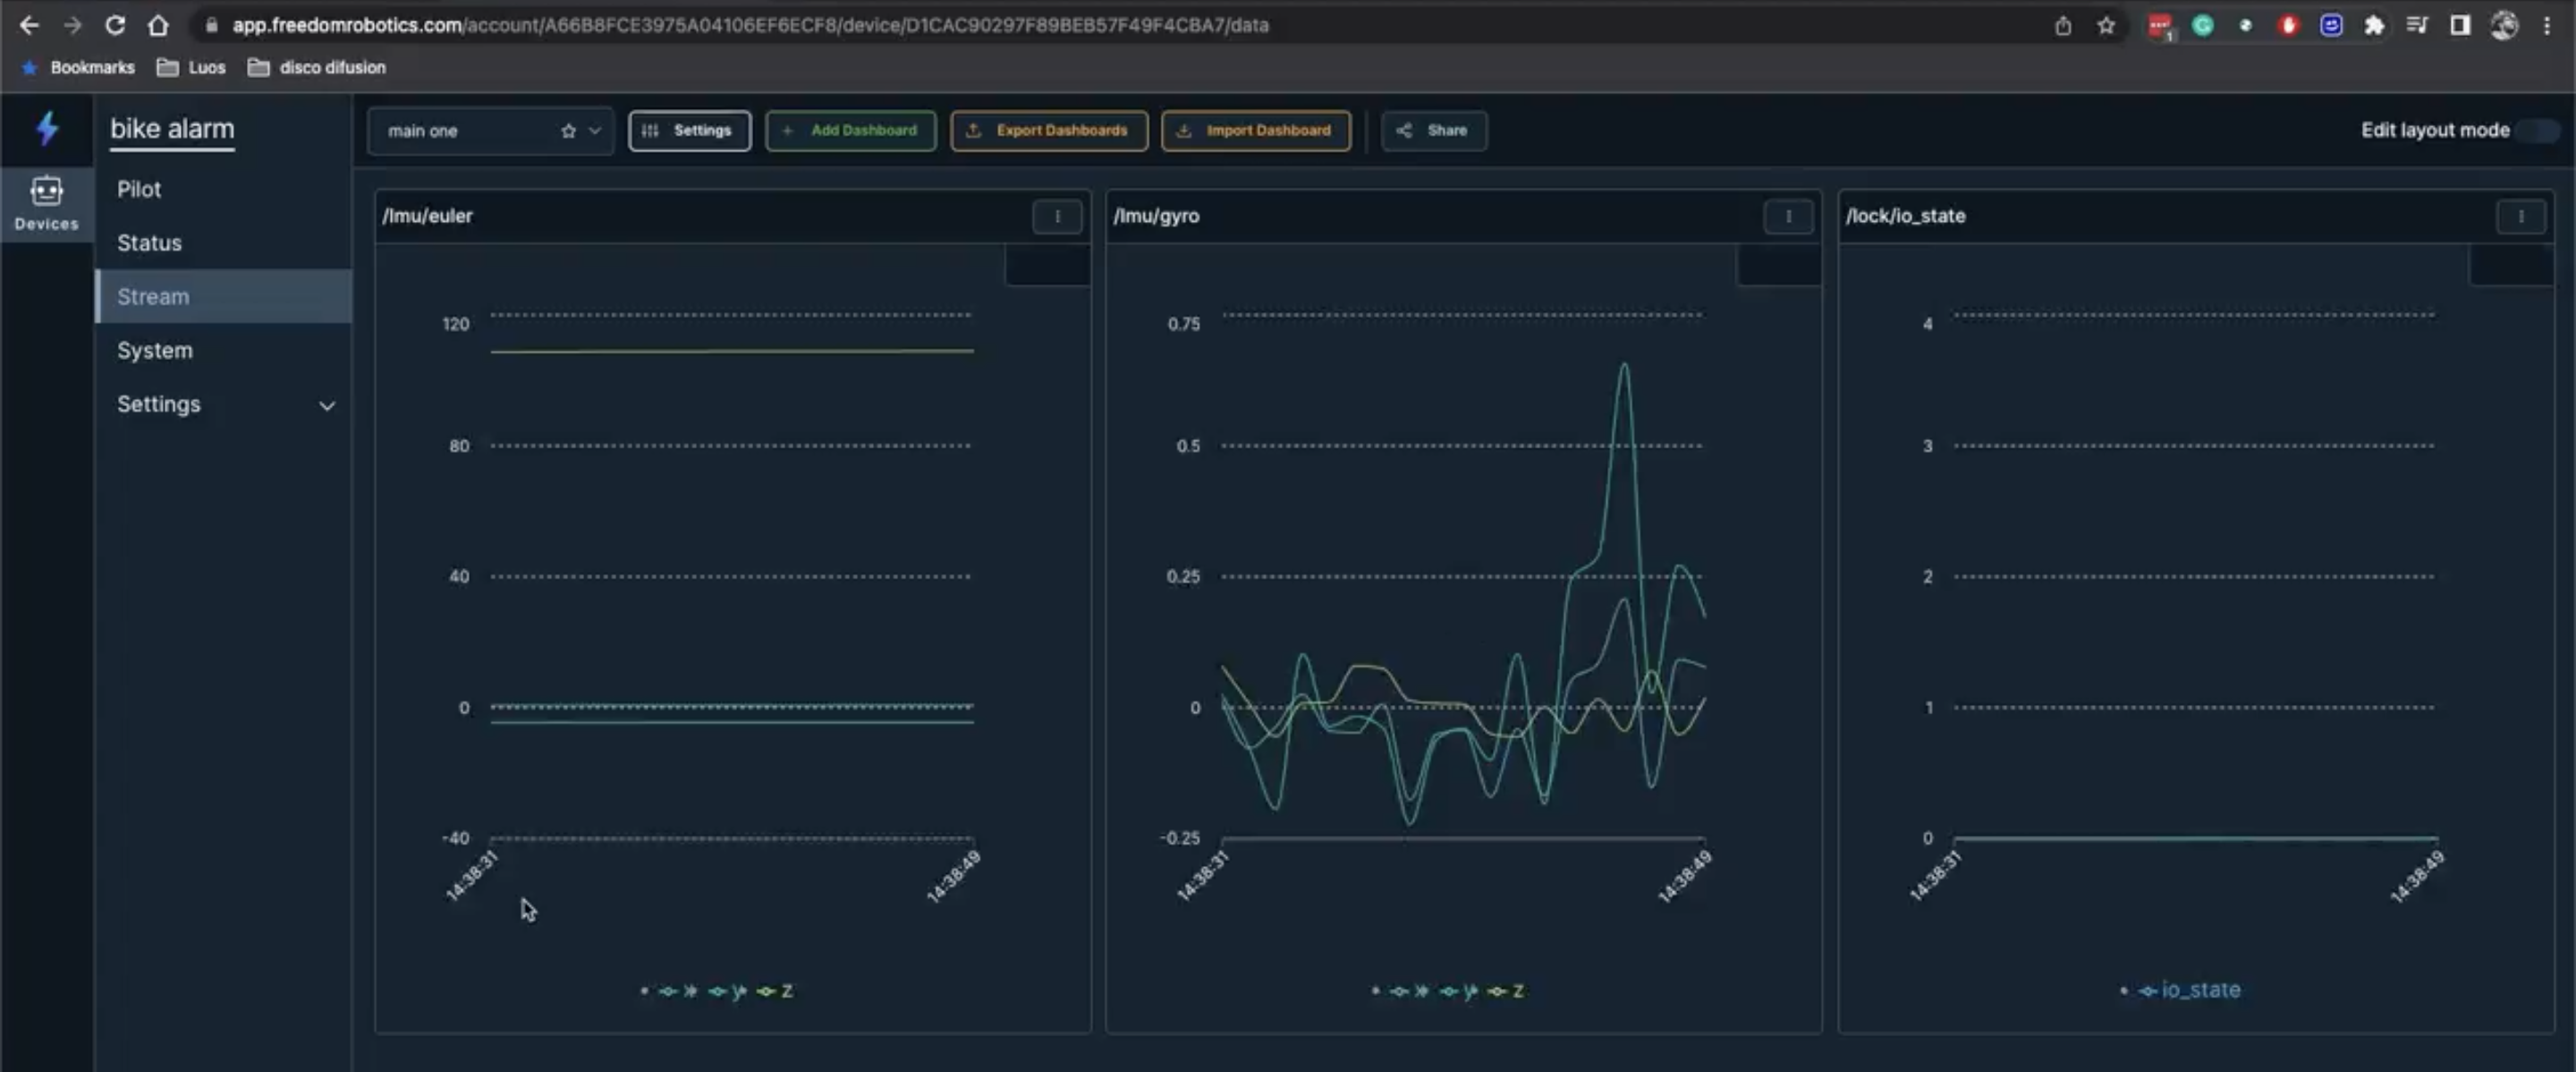 app.freedomrobotics.com/account/A66B8FCE3975A04106EF6ECF8/device/D1CAC90297F89BEB57F49F4CBA7/data
1
Bookmarks Luos disco difusion
bike alarm
main one Settings + Add Dashboard Export Dashboards Import Dashboard Share Edit layout mode
Devices
Pilot
Status
Stream
System
Settings
/Imu/euler
120
80
40
0
-40
14:38:31 14:38:49
x y z
/Imu/gyro
0.75
0.5
0.25
0
-0.25
14:38:31 14:38:49
x y z
/lock/io_state
4
3
2
1
0
14:38:31 14:38:49
io_state